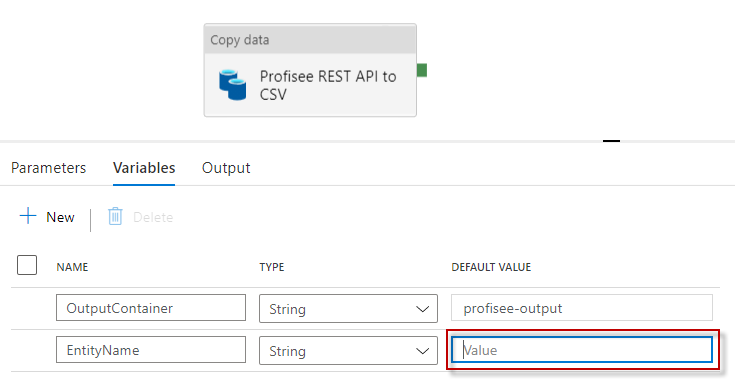 Copy data
Profisee REST API to
CSV
Parameters Variables Output
New Delete
NAME TYPE DEFAULT VALUE
OutputContainer String profisee-output
EntityName String Value